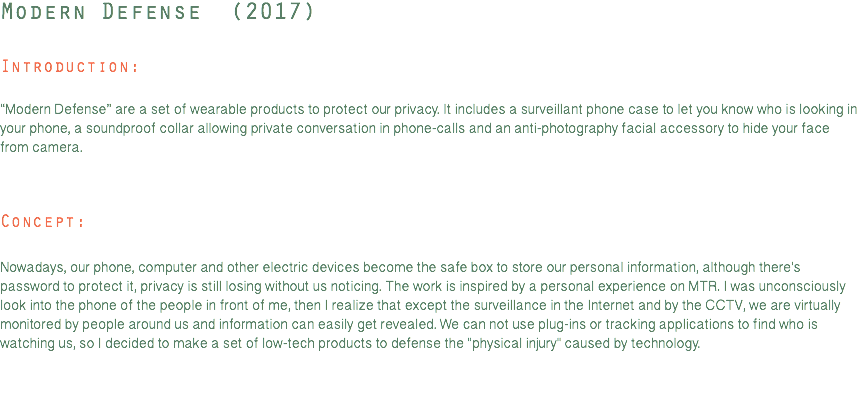 Modern Defense (2017)
Introduction:
"Modern Defense" are a set of wearable products to protect our privacy. It includes a surveillant phone case to let you know who is looking in
your phone, a soundproof collar allowing private conversation in phone-calls and an anti-photography facial accessory to hide your face
from camera.
Concept:
Nowadays, our phone, computer and other electric devices become the safe box to store our personal information, although there's
password to protect it, privacy is still losing without us noticing. The work is inspired by a personal experience on MTR. I was unconsciously
look into the phone of the people in front of me, then I realize that except the surveillance in the Internet and by the CCTV, we are virtually
monitored by people around us and information can easily get revealed. We can not use plug-ins or tracking applications to find who is
watching us, so I decided to make a set of low-tech products to defense the "physical injury" caused by technology.